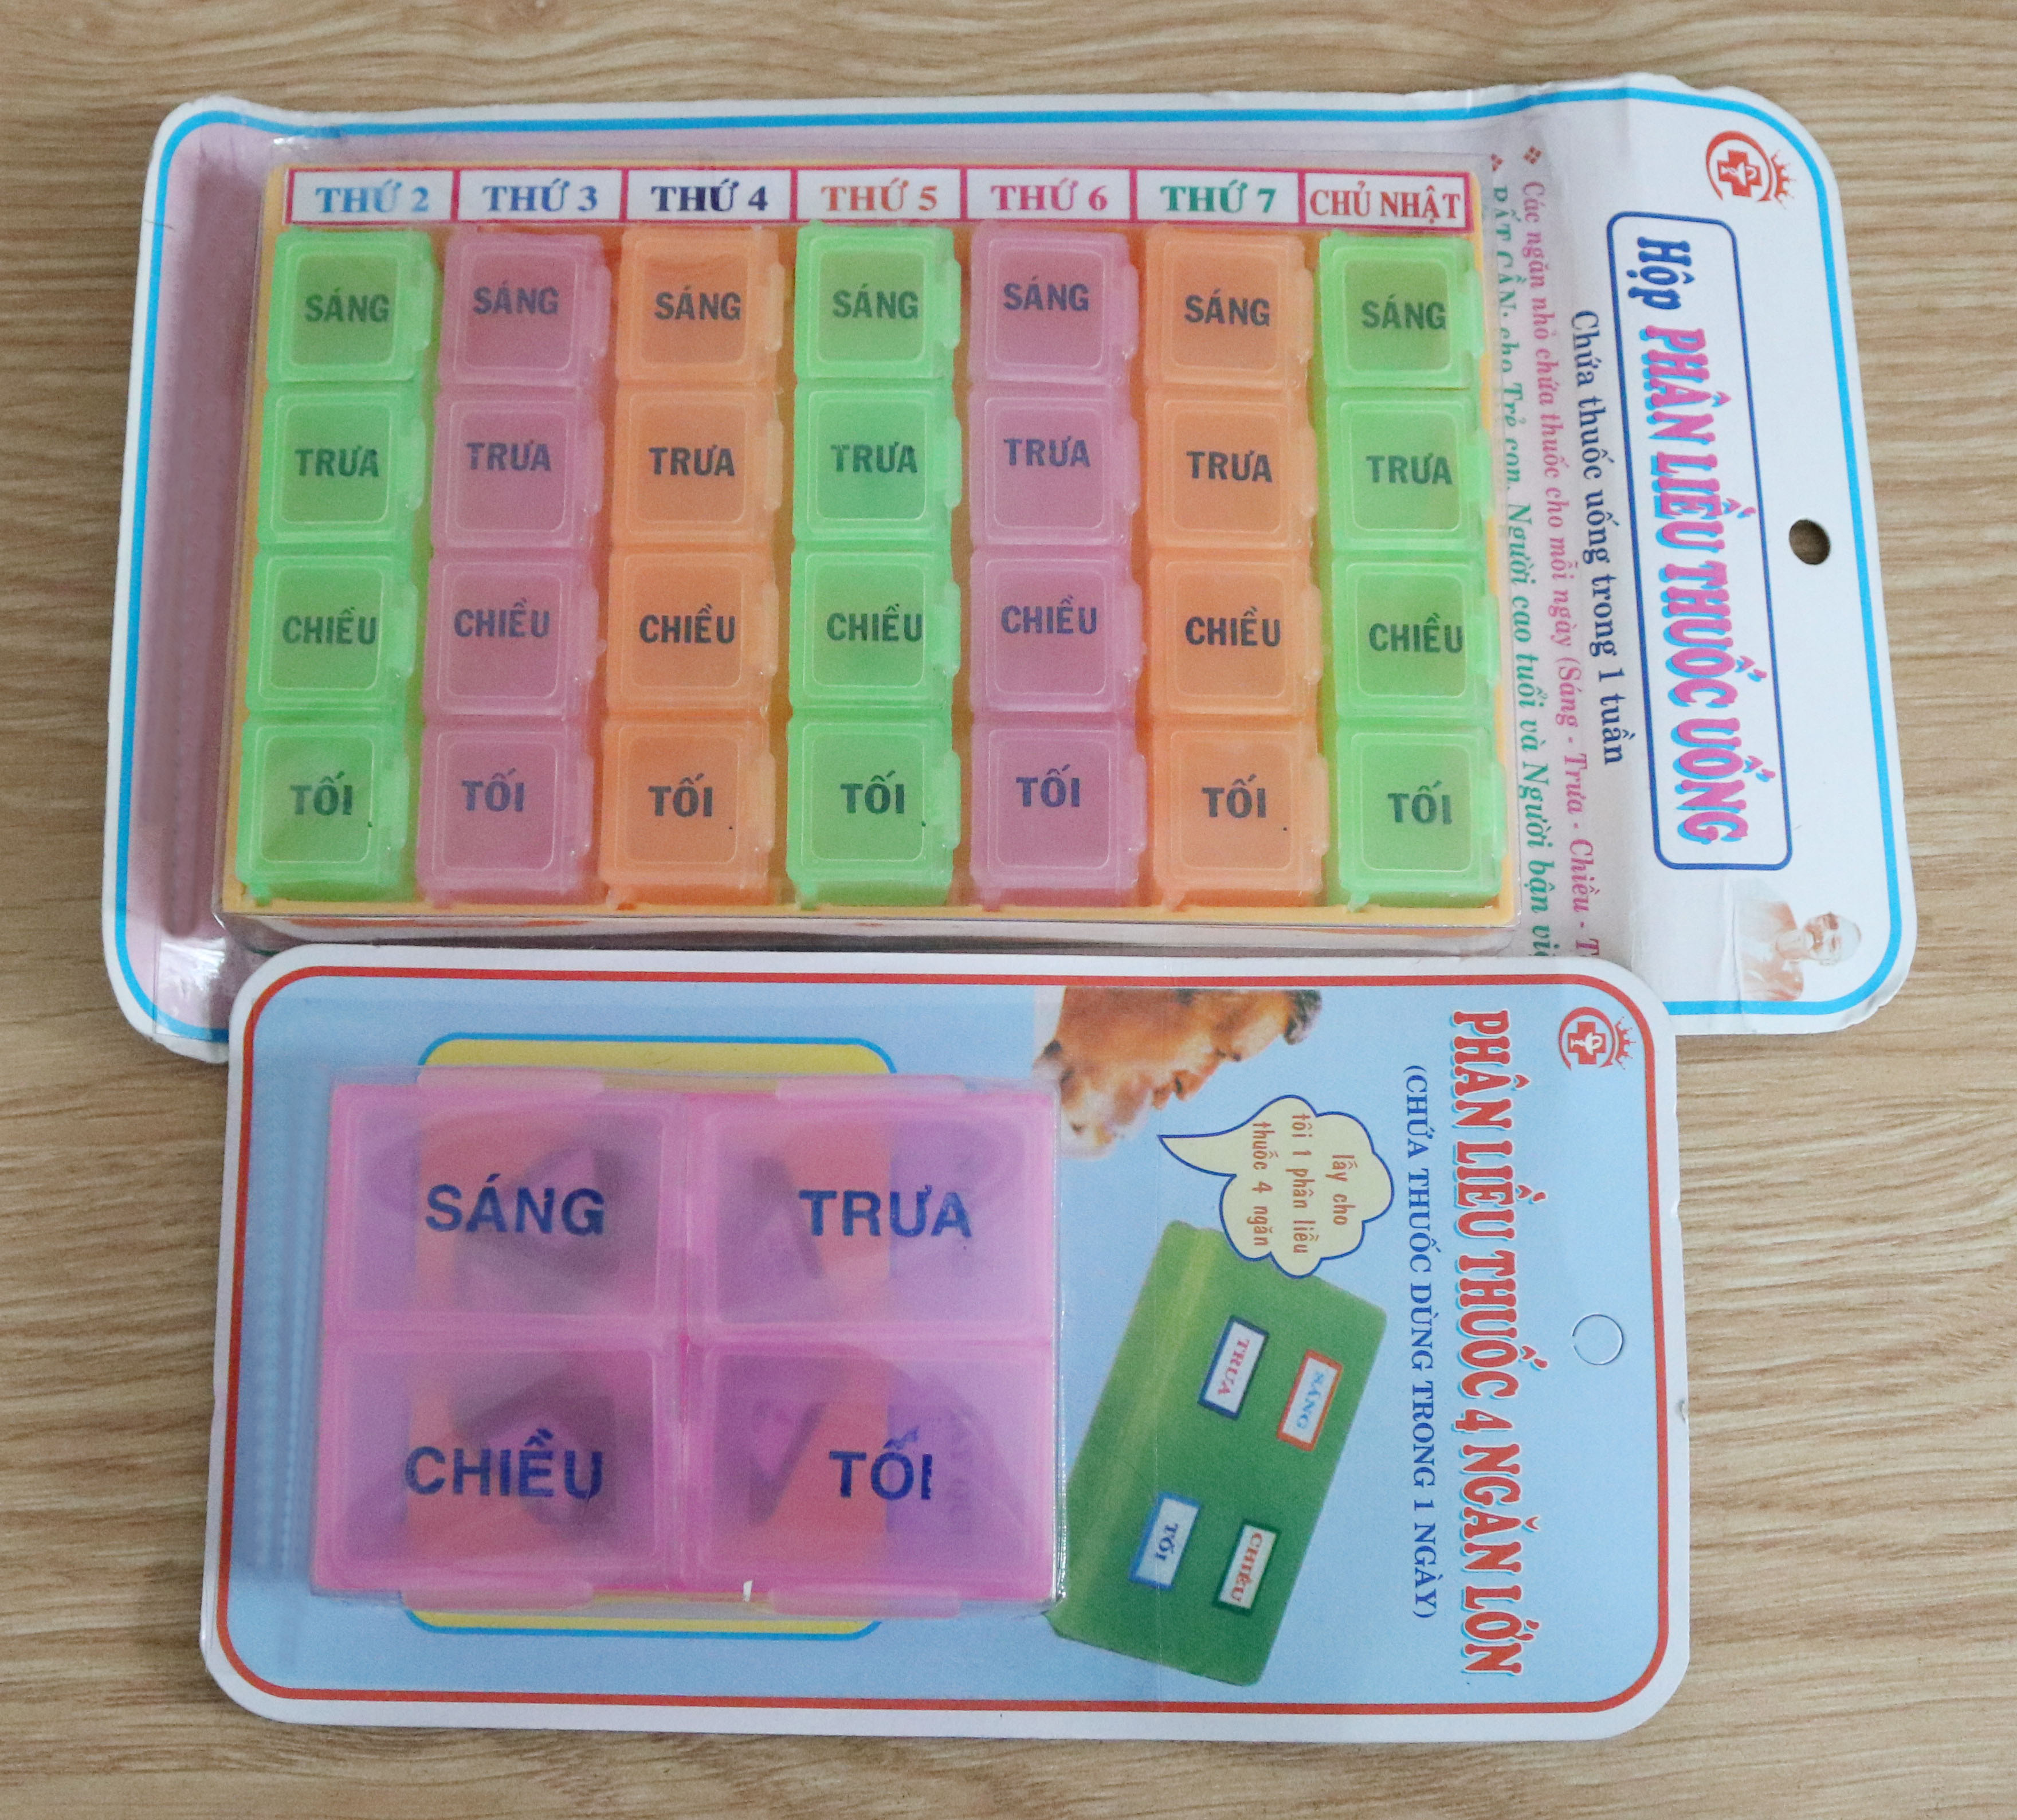 THỨ 2 THỨ 3 THỨ 4 THỨ 5 THỨ 6 THỨ 7 CHỦ NHẬT
SÁNG SÁNG SÁNG SÁNG SÁNG SÁNG SÁNG
TRƯA TRƯA TRƯA TRƯA TRƯA TRƯA TRƯA
CHIỀU CHIỀU CHIỀU CHIỀU CHIỀU CHIỀU CHIỀU
TỐI TỐI TỐI TỐI TỐI TỐI TỐI
Hộp PHÂN LIỀU THUỐC UỐNG
Chứa thuốc uống trong 1 tuần
Các ngăn nhỏ chứa thuốc cho mỗi ngày (Sáng - Trưa - Chiều - T
RẤT CẦN: cho Trẻ con, Người cao tuổi và Người bận
PHÂN LIỀU THUỐC 4 NGĂN LỚN
(CHỨA THUỐC DÙNG TRONG 1 NGÀY)
lấy cho
tôi 1 phân liều
thuốc 4 ngăn
SÁNG
TRƯA
CHIỀU
TỐI
SÁNG TRƯA
CHIỀU TỐI